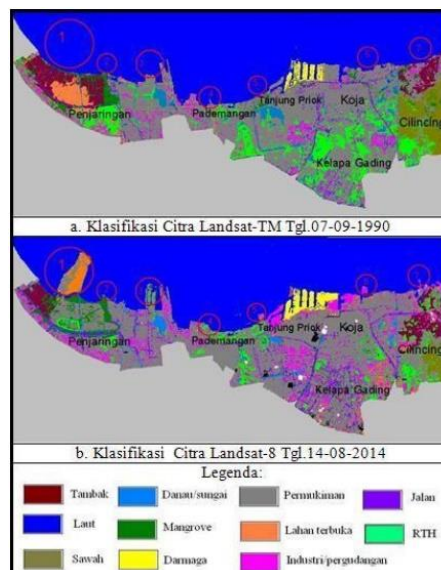 1
Penjaringan
Pademangan
Tanjung Priok
Koja
Cilincing
Kelapa Gading
a. Klasifikasi Citra Landsat-TM Tgl.07-09-1990
1
Penjaringan
Pademangan
Tanjung Priok
Koja
Cilincing
Kelapa Gading
b. Klasifikasi Citra Landsat-8 Tgl.14-08-2014
Legenda:
Tambak
Danau/sungai
Permukiman
Jalan
Laut
Mangrove
Lahan terbuka
RTH
Sawah
Darmaga
Industri/pergudangan